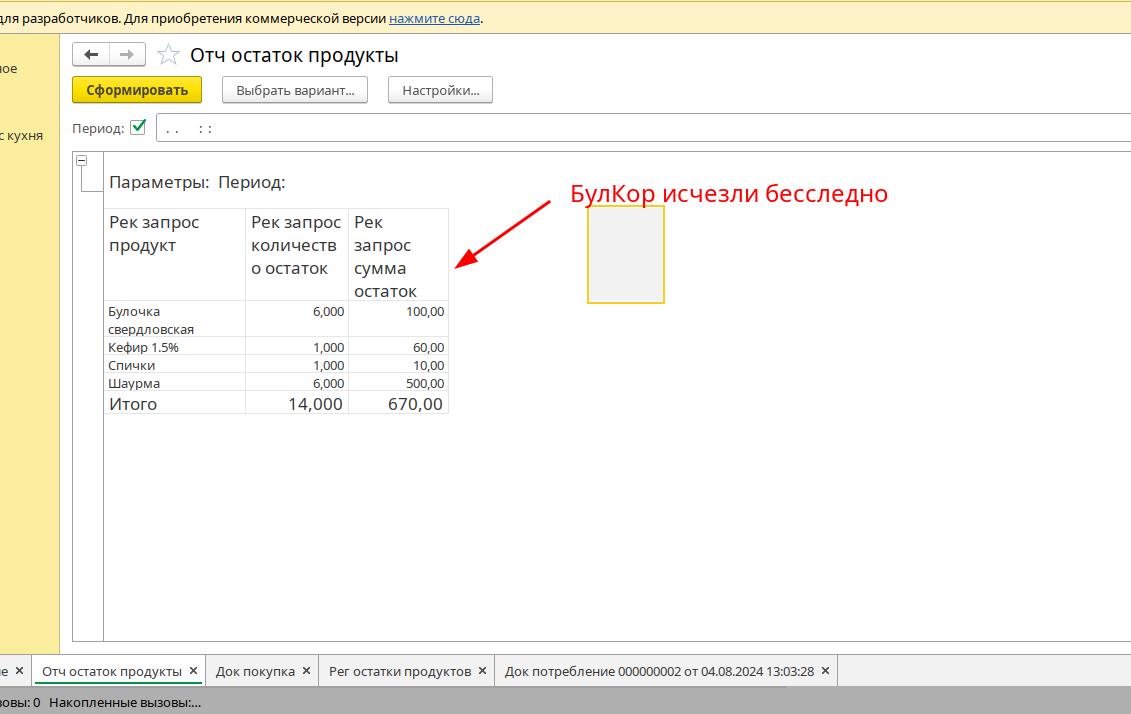 для разработчиков. Для приобретения коммерческой версии нажмите сюда.
ное
с кухня
Отч остаток продукты
Сформировать
Выбрать вариант...
Настройки...
Период:
. . : :
Параметры: Период:
БулКор исчезли бесследно
Рек запрос продукт
Рек запрос количеств о остаток
Рек запрос сумма остаток
Булочка свердловская 6,000 100,00
Кефир 1.5% 1,000 60,00
Спички 1,000 10,00
Шаурма 6,000 500,00
Итого 14,000 670,00
е × Отч остаток продукты × Док покупка × Рег остатки продуктов × Док потребление 000000002 от 04.08.2024 13:03:28 ×
зовы: 0 Накопленные вызовы:...